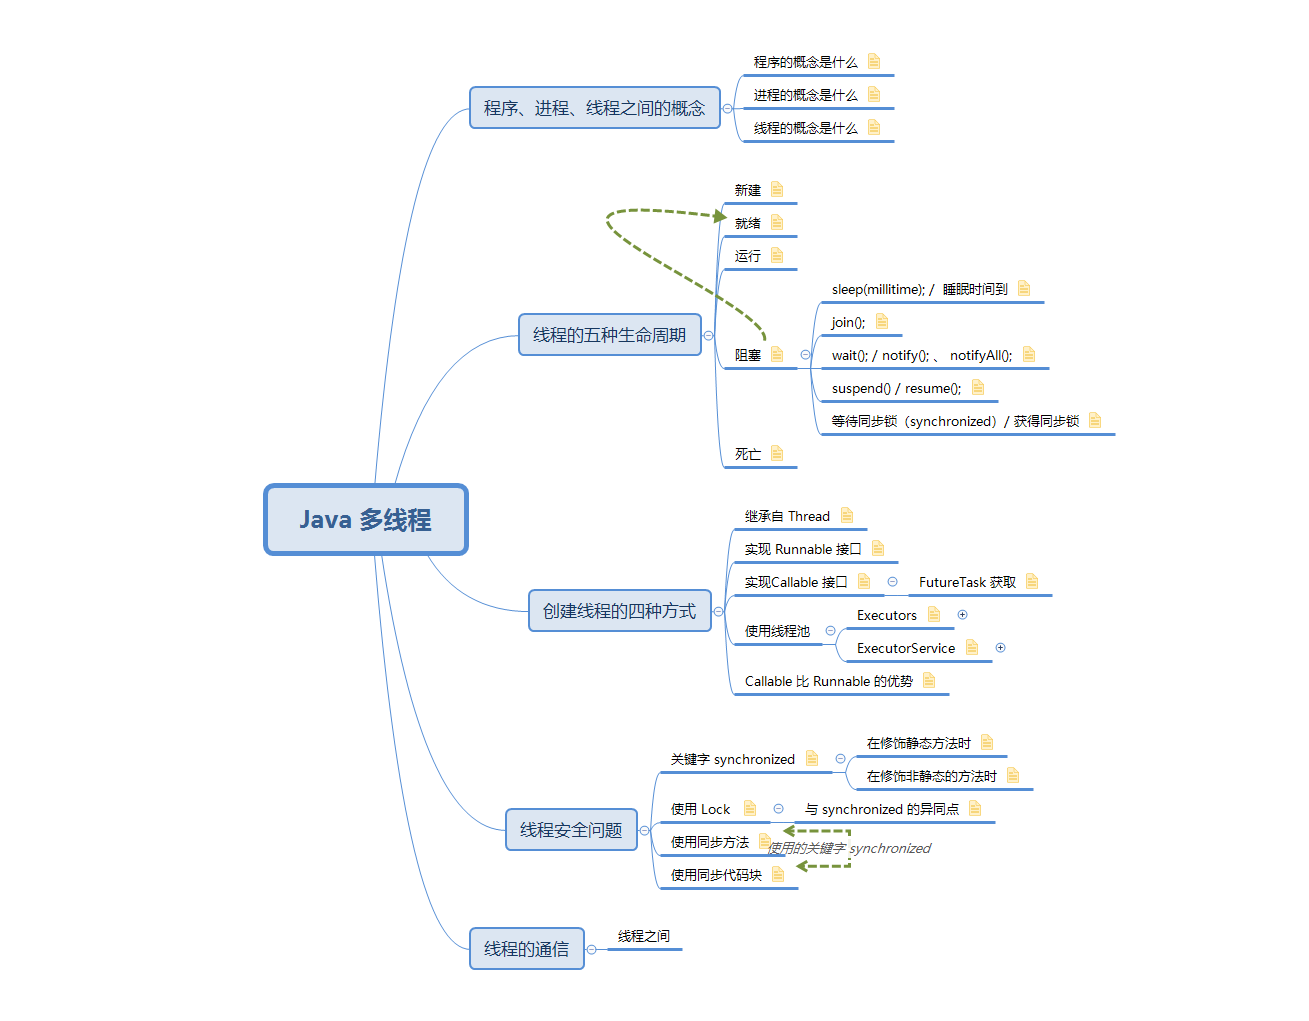 程序、进程、线程之间的概念
程序的概念是什么
进程的概念是什么
线程的概念是什么
线程的五种生命周期
新建
就绪
运行
阻塞
sleep(millitime); / 睡眠时间到
join();
wait(); / notify(); 、 notifyAll();
suspend() / resume();
等待同步锁（synchronized）/ 获得同步锁
死亡
Java 多线程
创建线程的四种方式
继承自 Thread
实现 Runnable 接口
实现Callable 接口
FutureTask 获取
使用线程池
Executors
ExecutorService
Callable 比 Runnable 的优势
线程安全问题
关键字 synchronized
在修饰静态方法时
在修饰非静态的方法时
使用 Lock
与 synchronized 的异同点
使用同步方法
使用的关键字 synchronized
使用同步代码块
线程的通信
线程之间